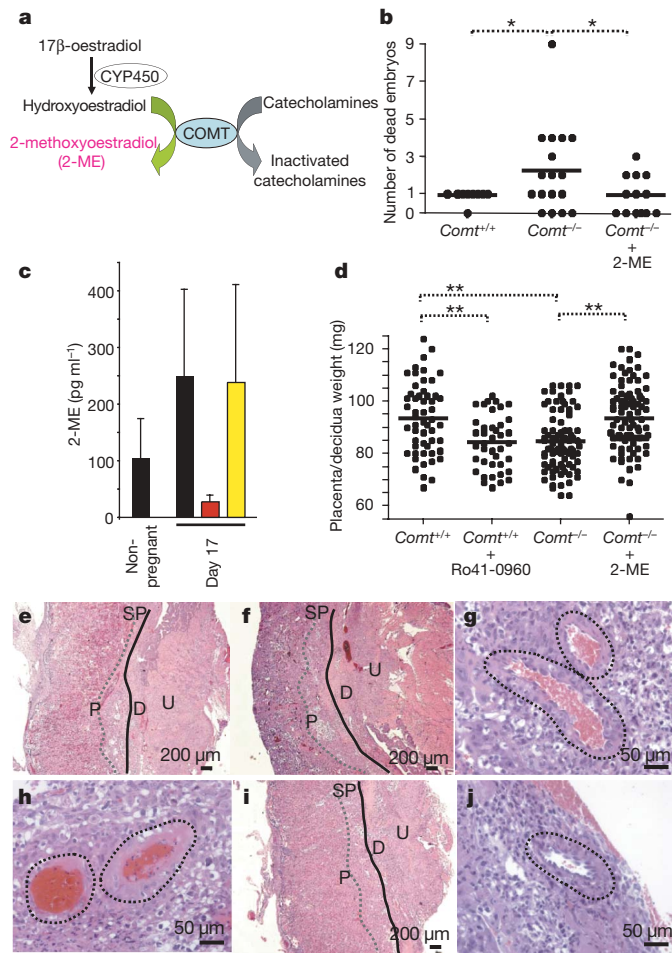 a
17β-oestradiol
CYP450
Hydroxyoestradiol
Catecholamines
COMT
2-methoxyoestradiol
(2-ME)
Inactivated
catecholamines
b
Number of dead embryos
9
6
3
1
0
*
*
Comt+/+
Comt–/–
Comt–/–
+
2-ME
c
2-ME (pg ml–1)
400
300
200
100
0
Non-
pregnant
Day 17
d
Placenta/decidua weight (mg)
120
100
80
60
**
**
**
Comt+/+
Comt+/+
+
Ro41-0960
Comt–/–
Comt–/–
+
2-ME
e
SP
P
D
U
200 µm
f
SP
P
D
U
200 µm
g
50 µm
h
50 µm
i
SP
P
D
U
200 µm
j
50 µm